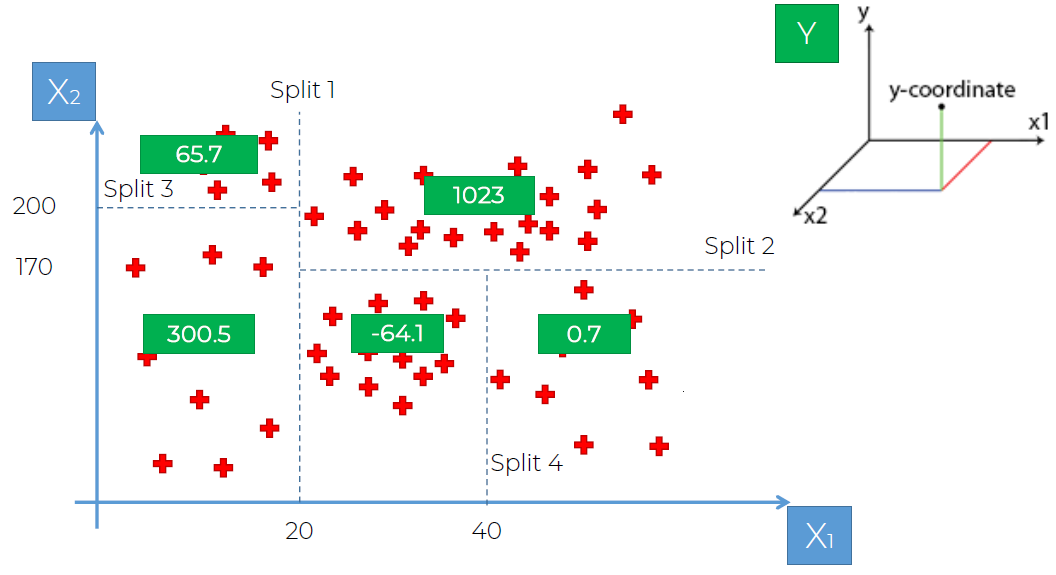 Y
y
y-coordinate
x1
x2
X2
Split 1
65.7
Split 3
1023
200
Split 2
170
300.5
-64.1
0.7
Split 4
20
40
X1